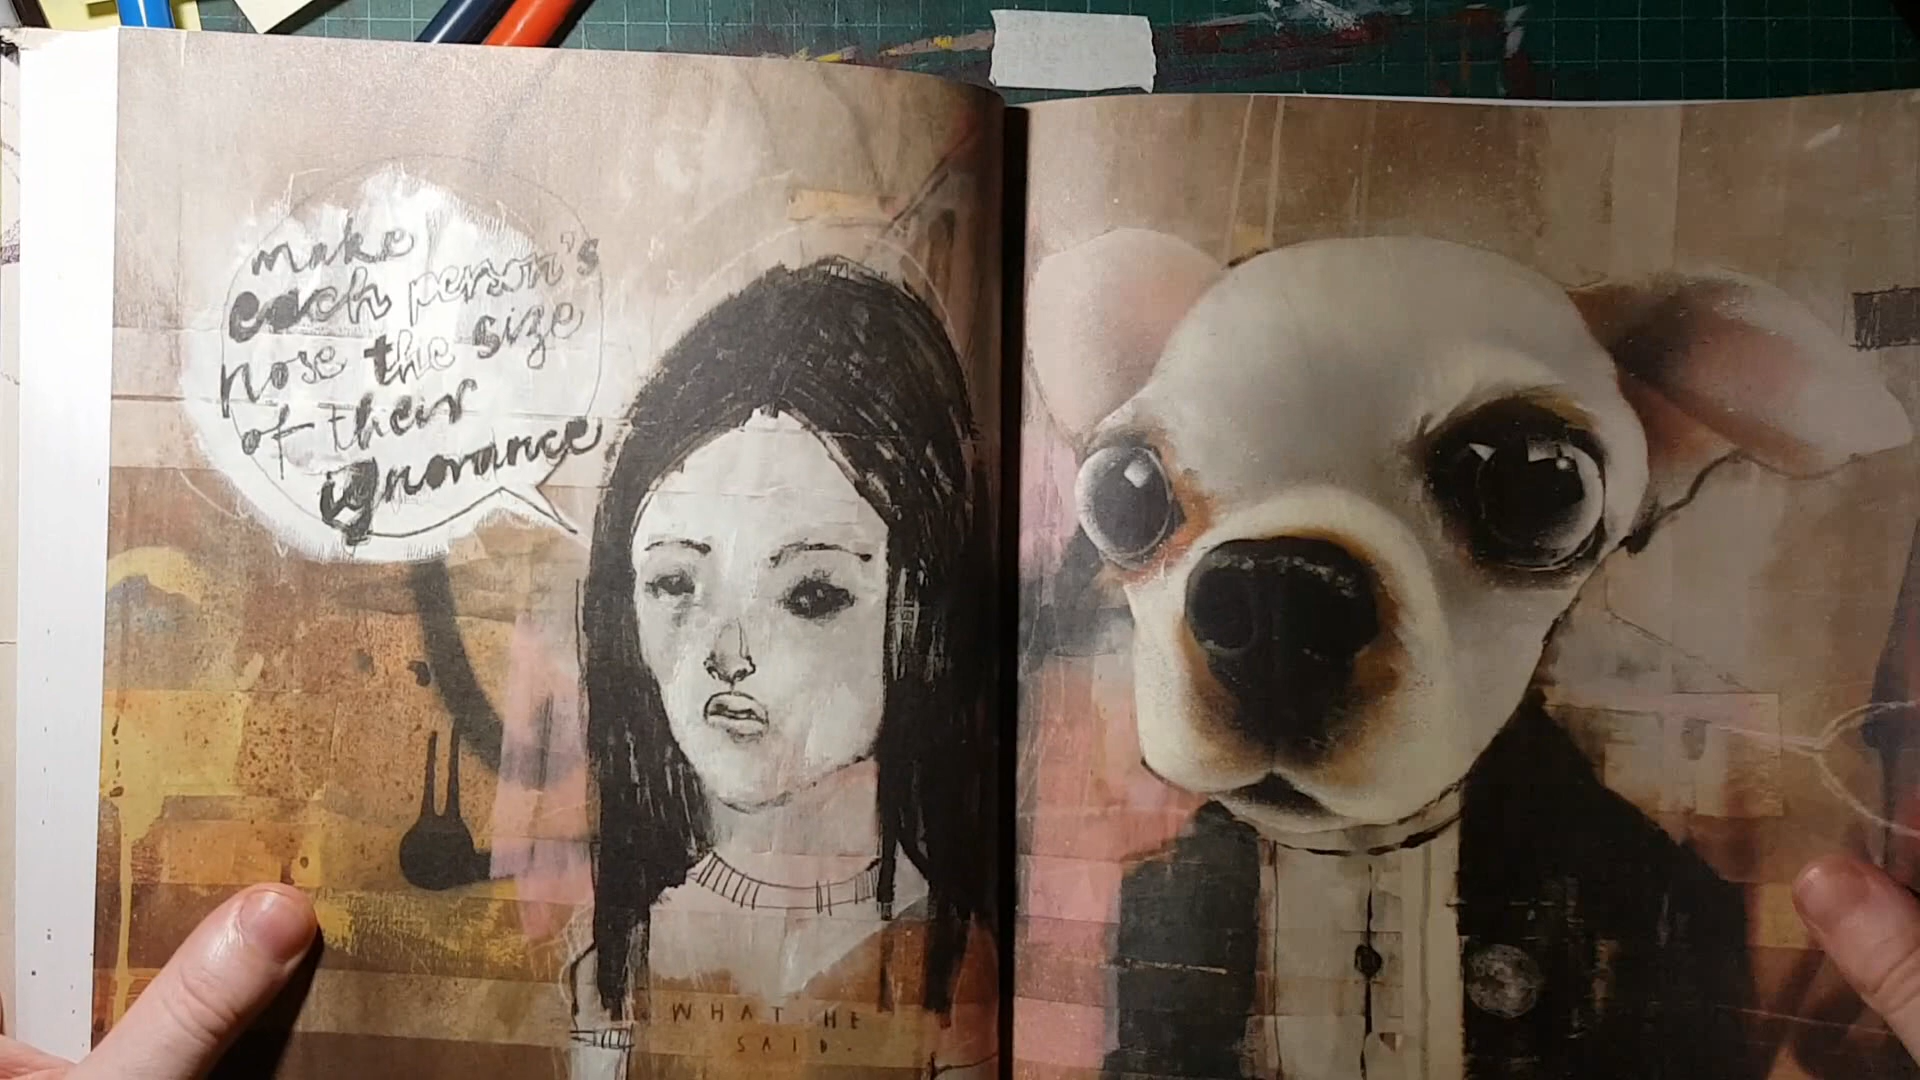 make
each person's
nose the size
of their
ignorance
WHAT HE
SAID.